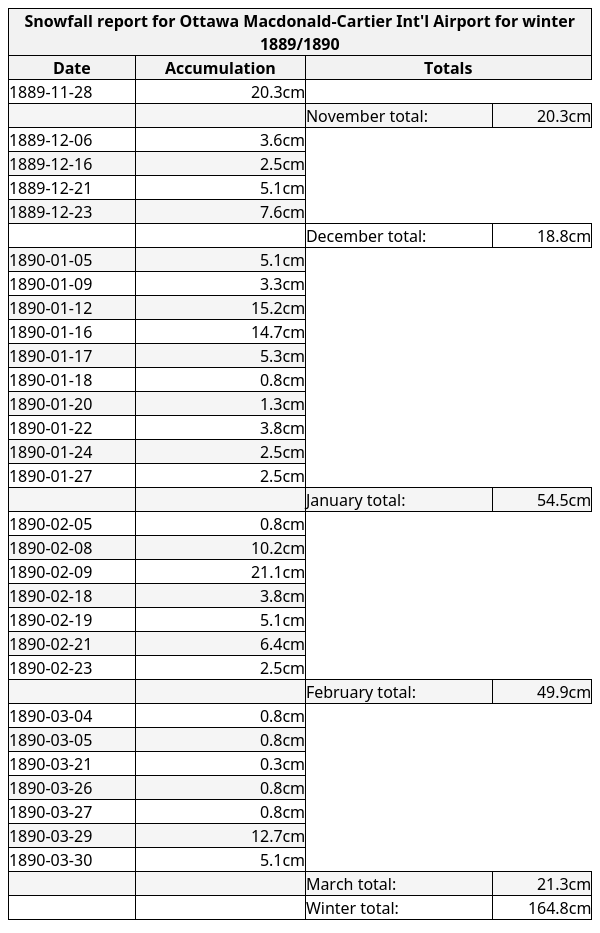 Snowfall report for Ottawa Macdonald-Cartier Int'l Airport for winter
1889/1890
Date Accumulation Totals
1889-11-28 20.3cm
November total: 20.3cm
1889-12-06 3.6cm
1889-12-16 2.5cm
1889-12-21 5.1cm
1889-12-23 7.6cm
December total: 18.8cm
1890-01-05 5.1cm
1890-01-09 3.3cm
1890-01-12 15.2cm
1890-01-16 14.7cm
1890-01-17 5.3cm
1890-01-18 0.8cm
1890-01-20 1.3cm
1890-01-22 3.8cm
1890-01-24 2.5cm
1890-01-27 2.5cm
January total: 54.5cm
1890-02-05 0.8cm
1890-02-08 10.2cm
1890-02-09 21.1cm
1890-02-18 3.8cm
1890-02-19 5.1cm
1890-02-21 6.4cm
1890-02-23 2.5cm
February total: 49.9cm
1890-03-04 0.8cm
1890-03-05 0.8cm
1890-03-21 0.3cm
1890-03-26 0.8cm
1890-03-27 0.8cm
1890-03-29 12.7cm
1890-03-30 5.1cm
March total: 21.3cm
Winter total: 164.8cm